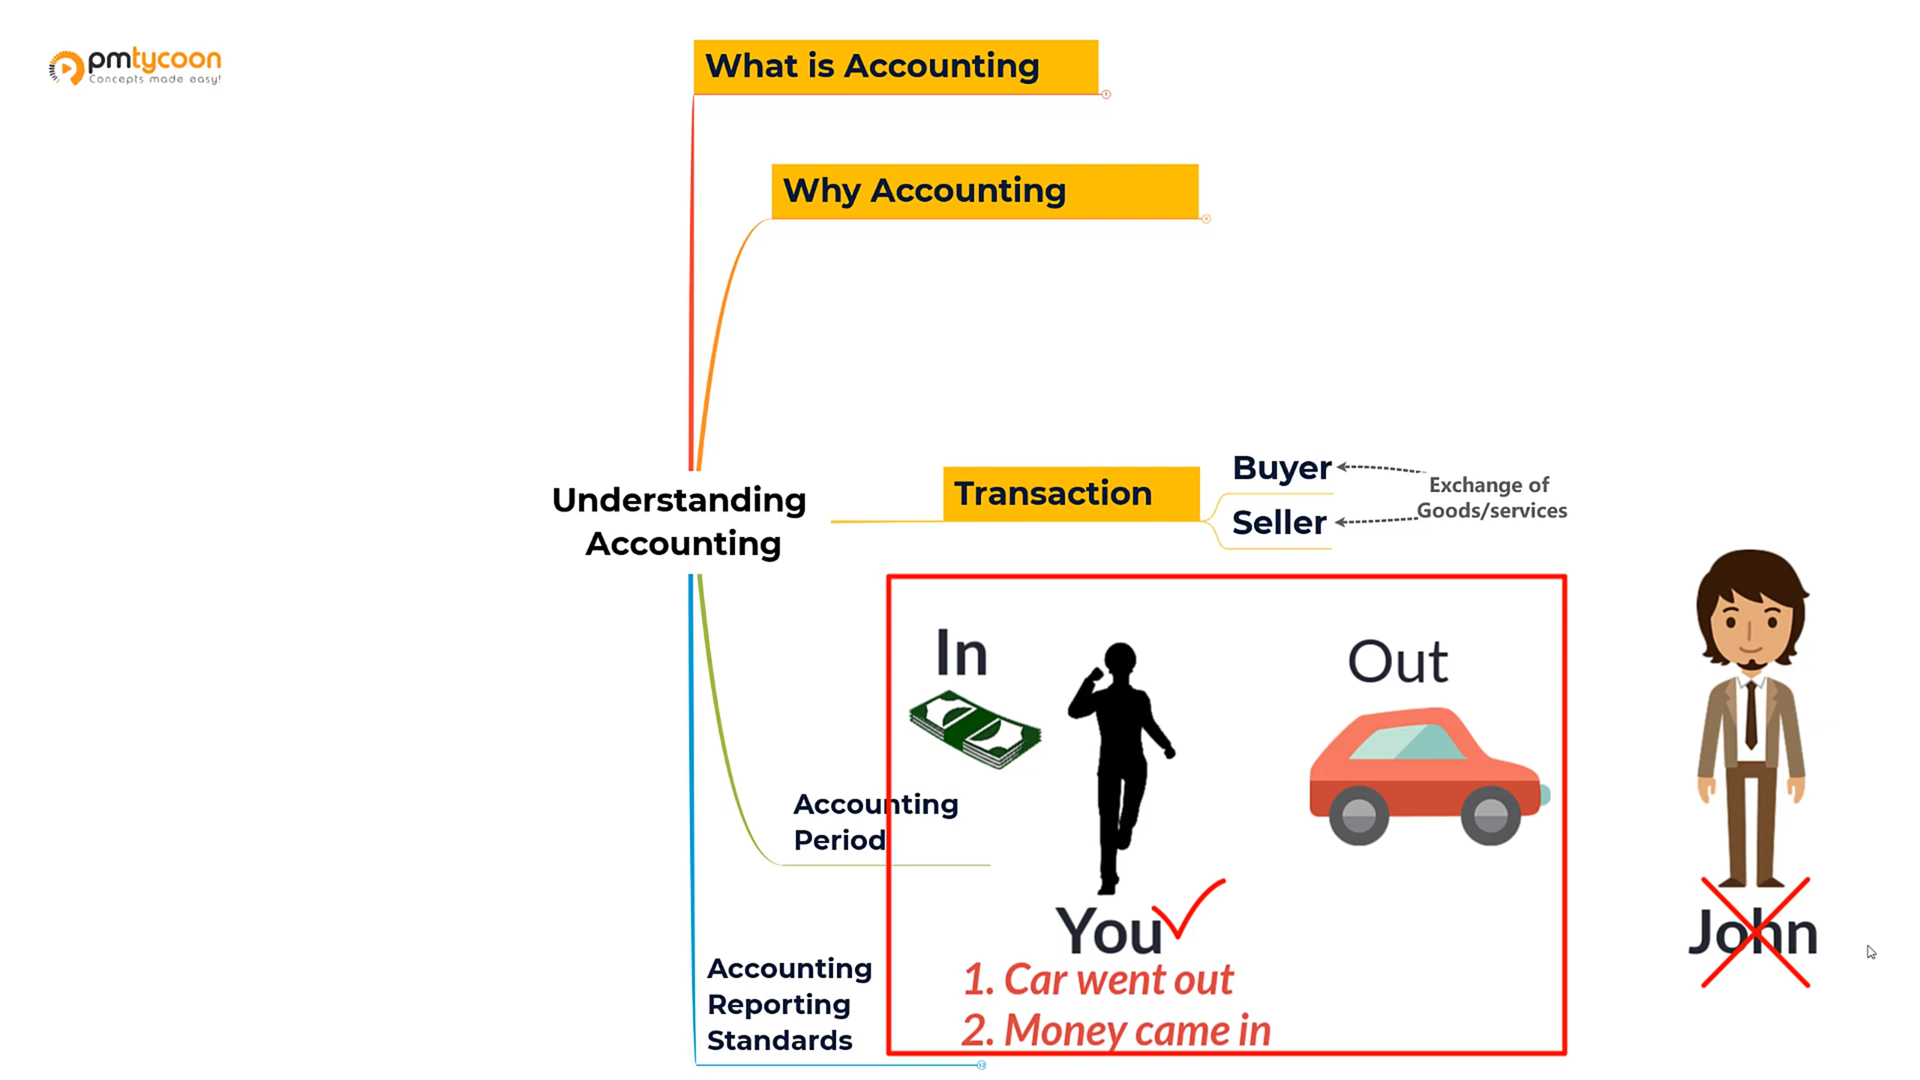 pmtycoon
Concepts made easy!
What is Accounting
Why Accounting
Understanding
Accounting
Transaction
Buyer
Seller
Exchange of
Goods/services
In
Out
Accounting
Period
You
John
1. Car went out
2. Money came in
Accounting
Reporting
Standards